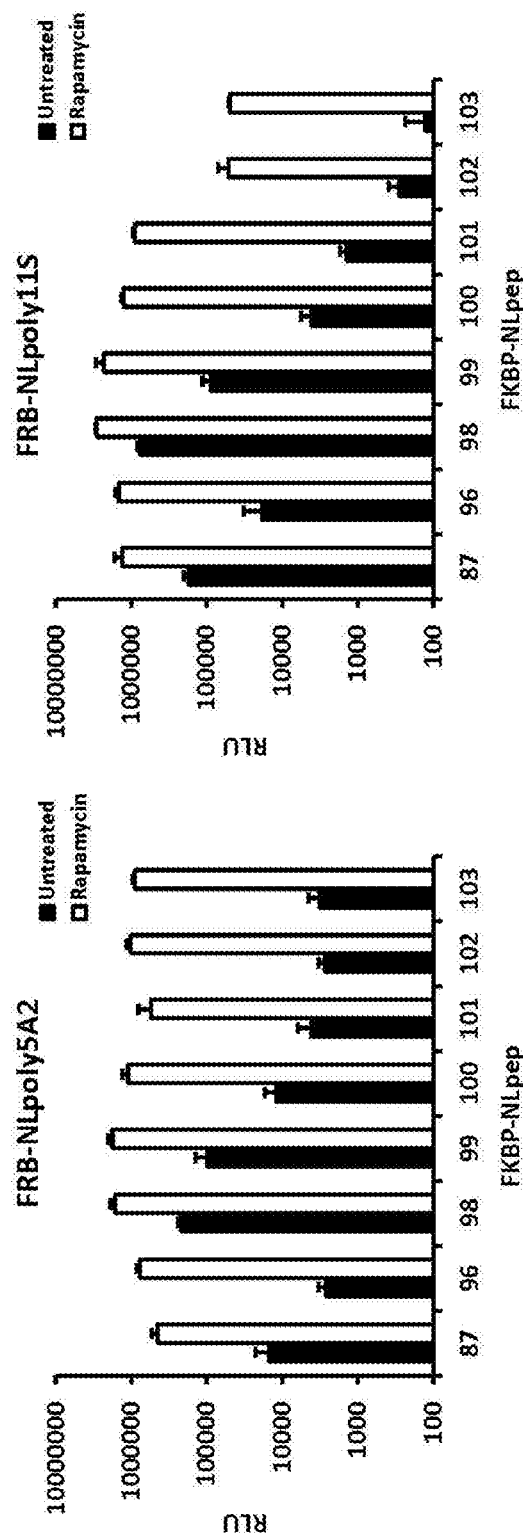 FRB-NLpoly5A2
■ Untreated
□ Rapamycin
10000000
1000000
100000
10000
1000
100
RLU
87 96 98 99 100 101 102 103
FKBP-NLpep
FRB-NLpoly11S
■ Untreated
□ Rapamycin
10000000
1000000
100000
10000
1000
100
RLU
87 96 98 99 100 101 102 103
FKBP-NLpep